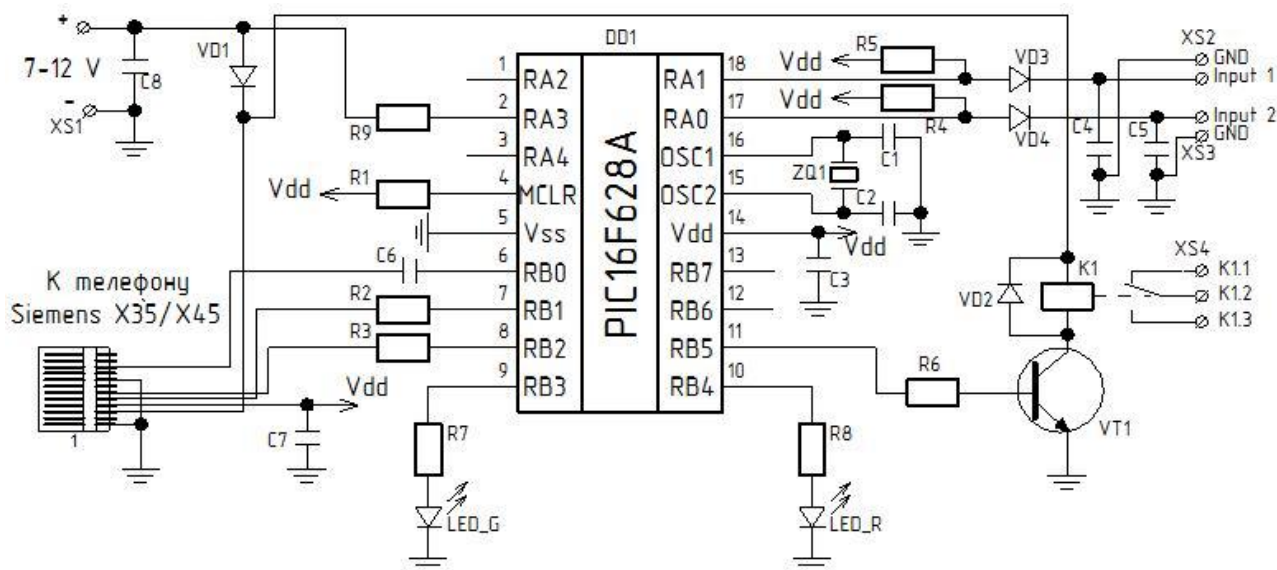 +
7-12 V
-
XS1
C8
VD1
R9
R1
Vdd
C6
К телефону
Siemens X35/X45
R2
R3
Vdd
1
C7
R7
LED_G
DD1
PIC16F628A
1 RA2
2 RA3
3 RA4
4 MCLR
5 Vss
6 RB0
7 RB1
8 RB2
9 RB3
18 RA1
17 RA0
16 OSC1
15 OSC2
14 Vdd
13 RB7
12 RB6
11 RB5
10 RB4
Vdd
R5
Vdd
R4
VD3
VD4
C1
ZQ1
C2
Vdd
C3
C4
C5
XS2
GND
Input 1
Input 2
GND
XS3
XS4
K1
K1.1
K1.2
K1.3
VD2
R6
VT1
R8
LED_R